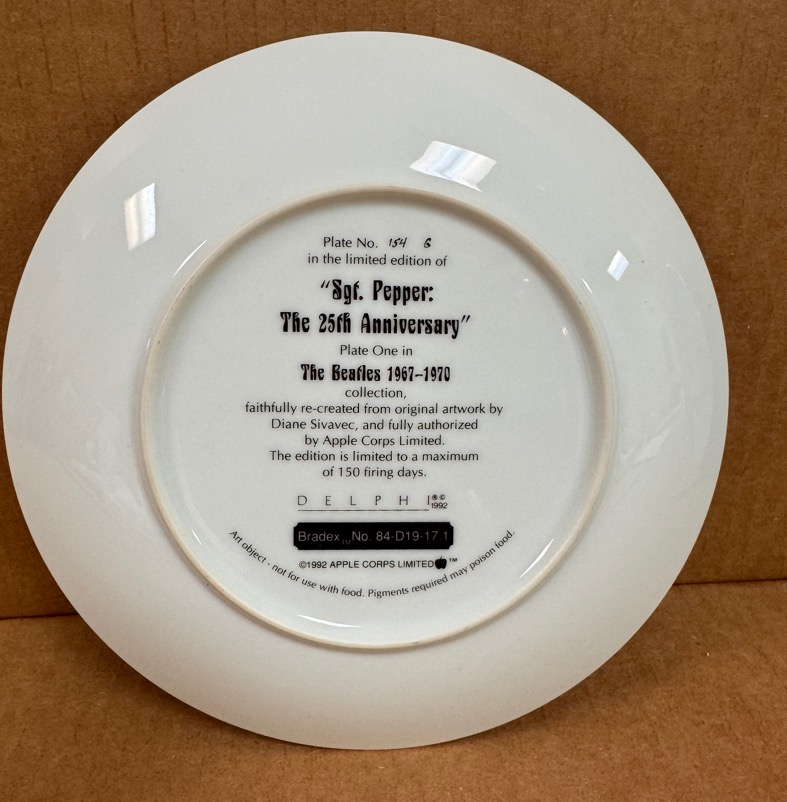 Plate No. 154 G
in the limited edition of
“Sgt. Pepper:
The 25th Anniversary”
Plate One in
The Beatles 1967–1970
collection,
faithfully re-created from original artwork by
Diane Sivavec, and fully authorized
by Apple Corps Limited.
The edition is limited to a maximum
of 150 firing days.
DELPHI ®©
1992
Bradex™ No. 84-D19-17.1
©1992 APPLE CORPS LIMITED ™
Art object - not for use with food. Pigments required may poison food.